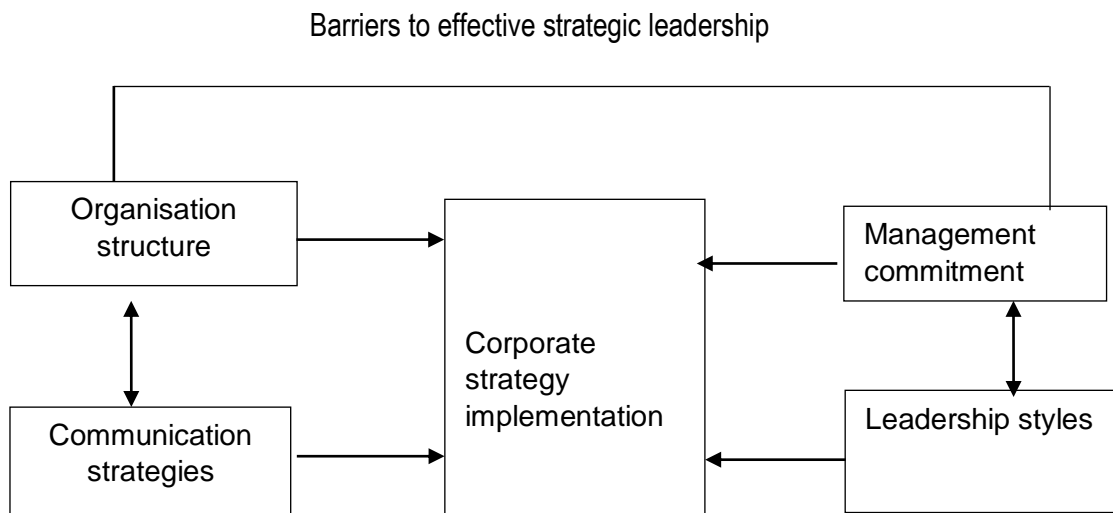 Barriers to effective strategic leadership
Organisation
structure
Management
commitment
Corporate
strategy
implementation
Communication
strategies
Leadership styles